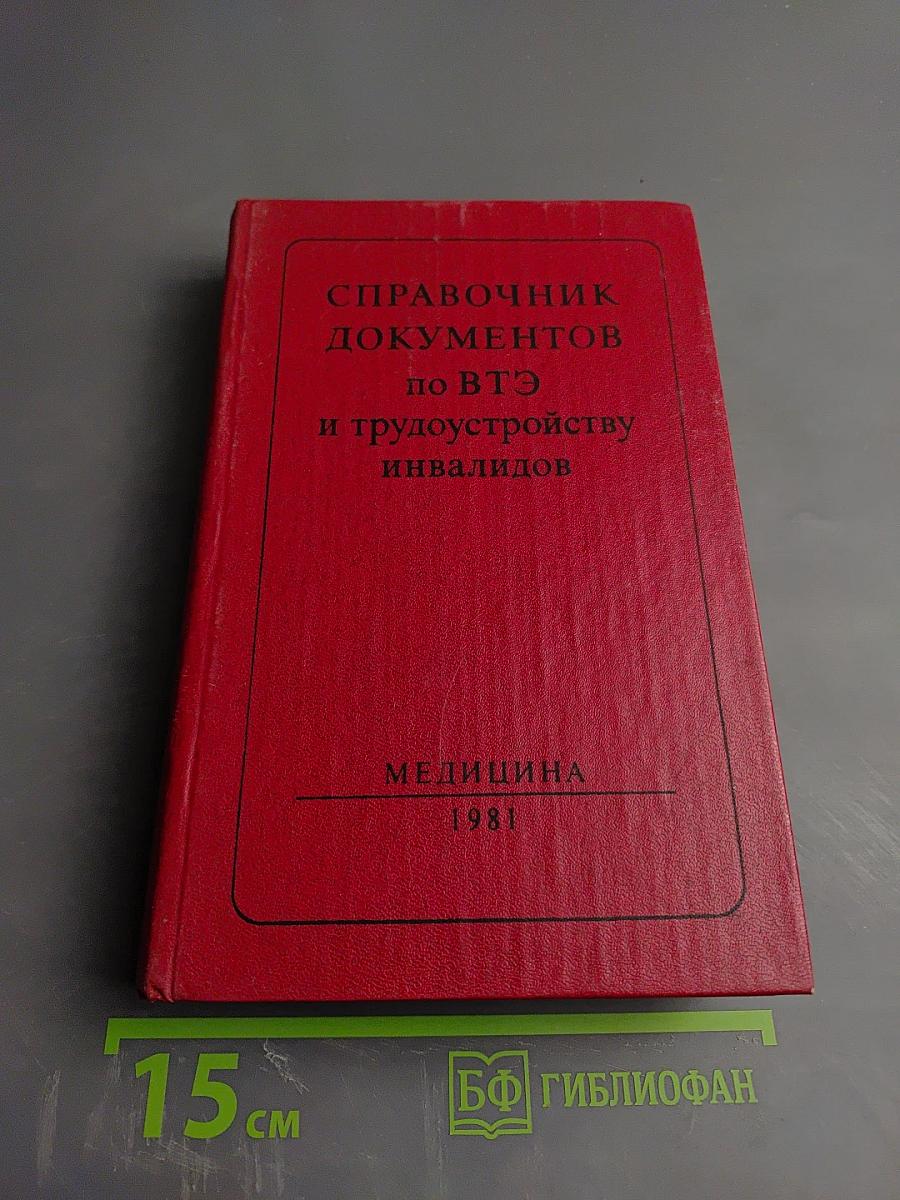 СПРАВОЧНИК
ДОКУМЕНТОВ
по ВТЭ
и трудоустройству
инвалидов
МЕДИЦИНА
1981
15 см
БФ ГИБЛИОФАН